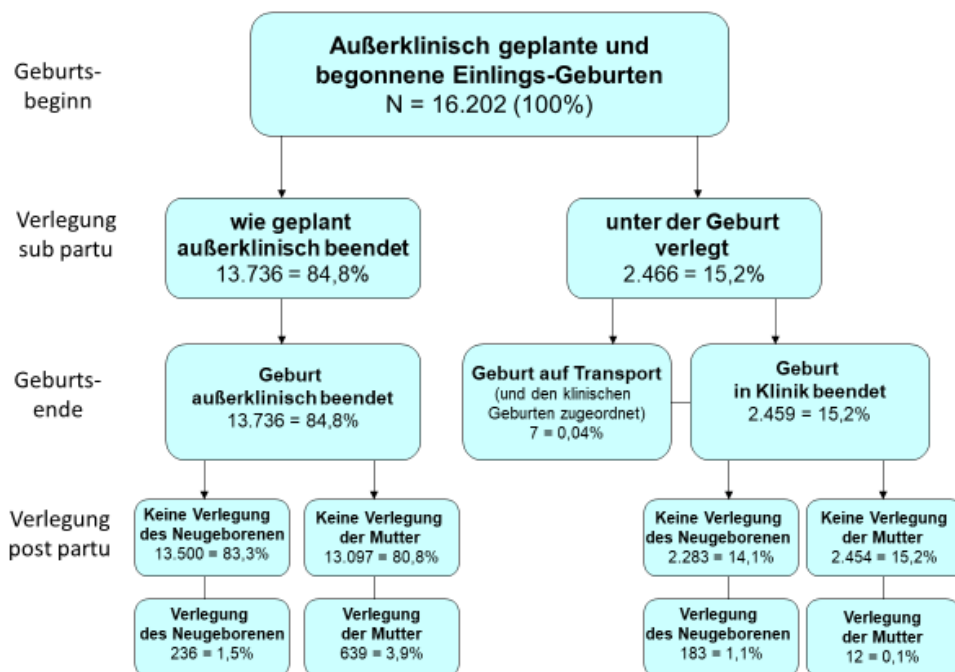 Geburts-
beginn
Außerklinisch geplante und
begonnene Einlings-Geburten
N = 16.202 (100%)
Verlegung
sub partu
wie geplant
außerklinisch beendet
13.736 = 84,8%
unter der Geburt
verlegt
2.466 = 15,2%
Geburts-
ende
Geburt
außerklinisch beendet
13.736 = 84,8%
Geburt auf Transport
(und den klinischen
Geburten zugeordnet)
7 = 0,04%
Geburt
in Klinik beendet
2.459 = 15,2%
Verlegung
post partu
Keine Verlegung
des Neugeborenen
13.500 = 83,3%
Keine Verlegung
der Mutter
13.097 = 80,8%
Keine Verlegung
des Neugeborenen
2.283 = 14,1%
Keine Verlegung
der Mutter
2.454 = 15,2%
Verlegung
des Neugeborenen
236 = 1,5%
Verlegung
der Mutter
639 = 3,9%
Verlegung
des Neugeborenen
183 = 1,1%
Verlegung
der Mutter
12 = 0,1%